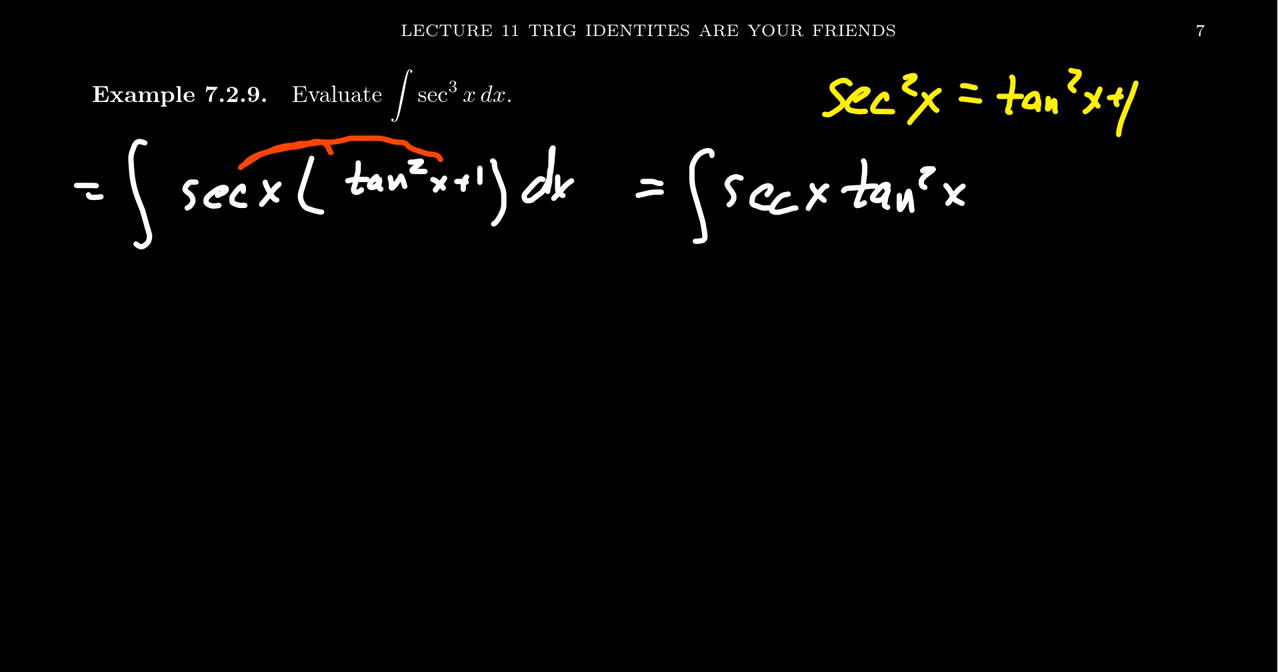 LECTURE 11 TRIG IDENTITES ARE YOUR FRIENDS 7
Example 7.2.9. Evaluate ∫ sec³ x dx.
sec²x = tan²x+1
= ∫ sec x ( tan²x+1) dx = ∫ sec x tan² x